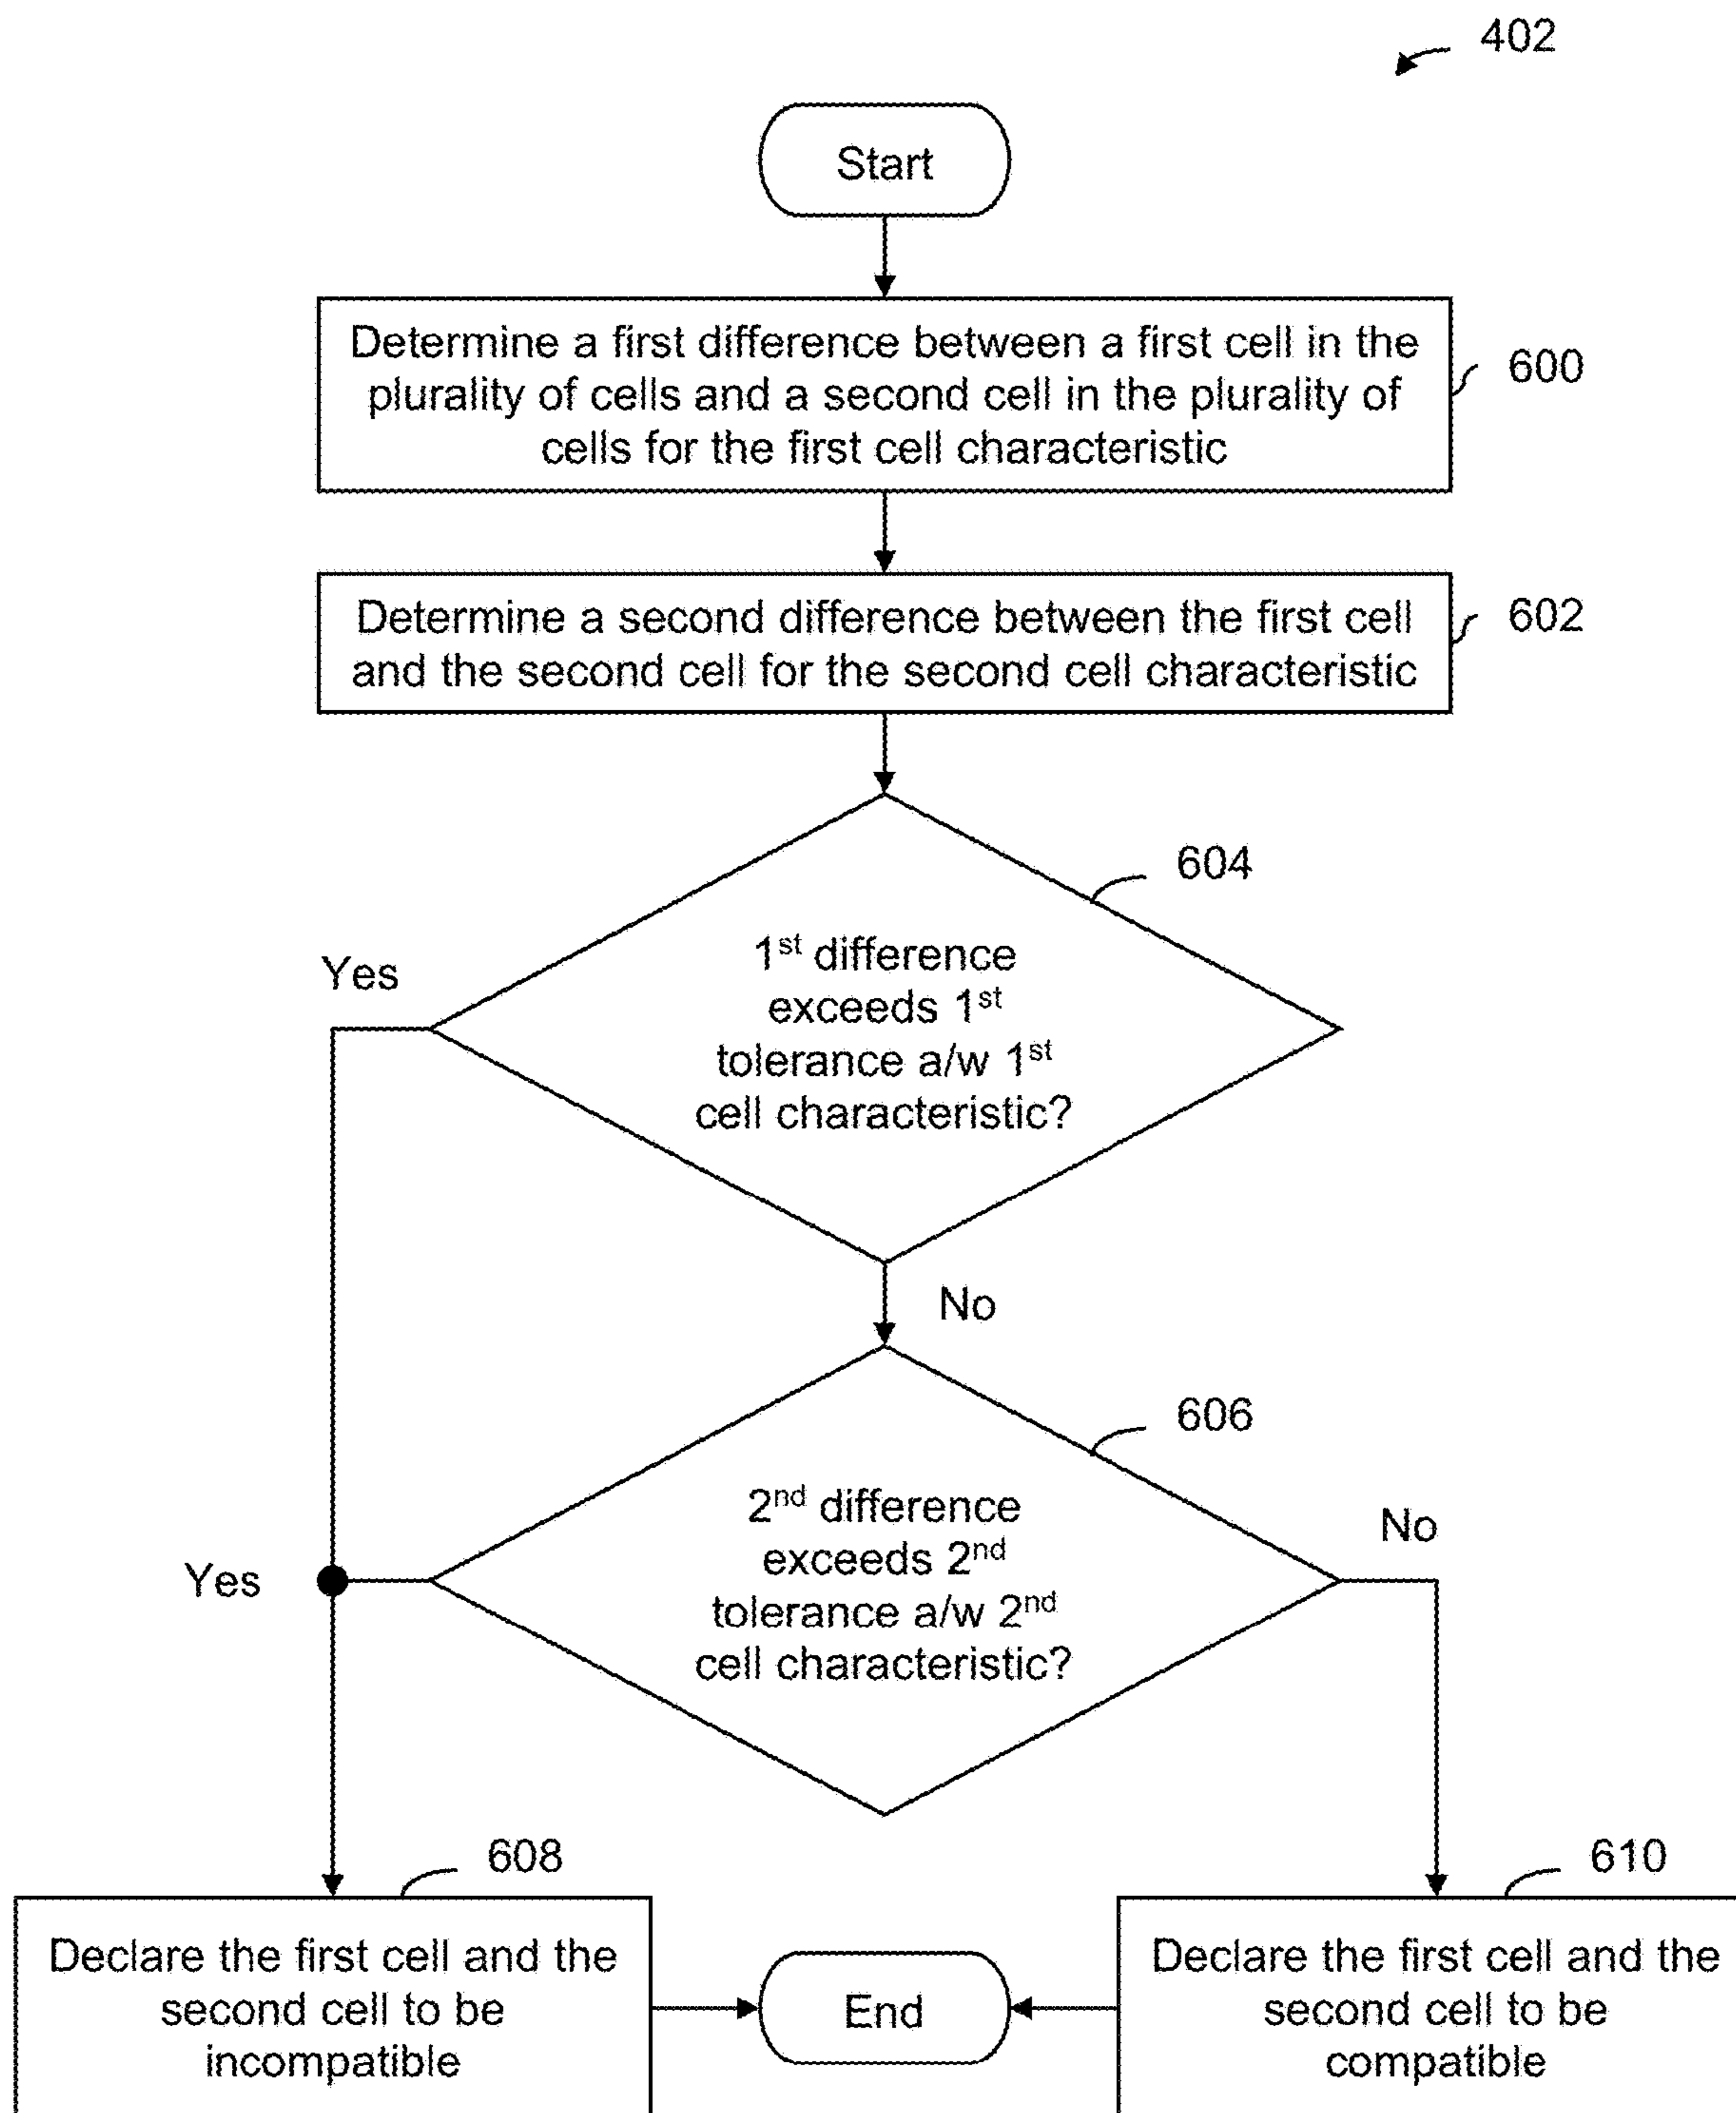 402
Start
Determine a first difference between a first cell in the
plurality of cells and a second cell in the plurality of
cells for the first cell characteristic
600
Determine a second difference between the first cell
and the second cell for the second cell characteristic
602
604
1st difference
exceeds 1st
tolerance a/w 1st
cell characteristic?
Yes
No
606
2nd difference
exceeds 2nd
tolerance a/w 2nd
cell characteristic?
Yes
No
608
Declare the first cell and the
second cell to be
incompatible
End
610
Declare the first cell and the
second cell to be
compatible